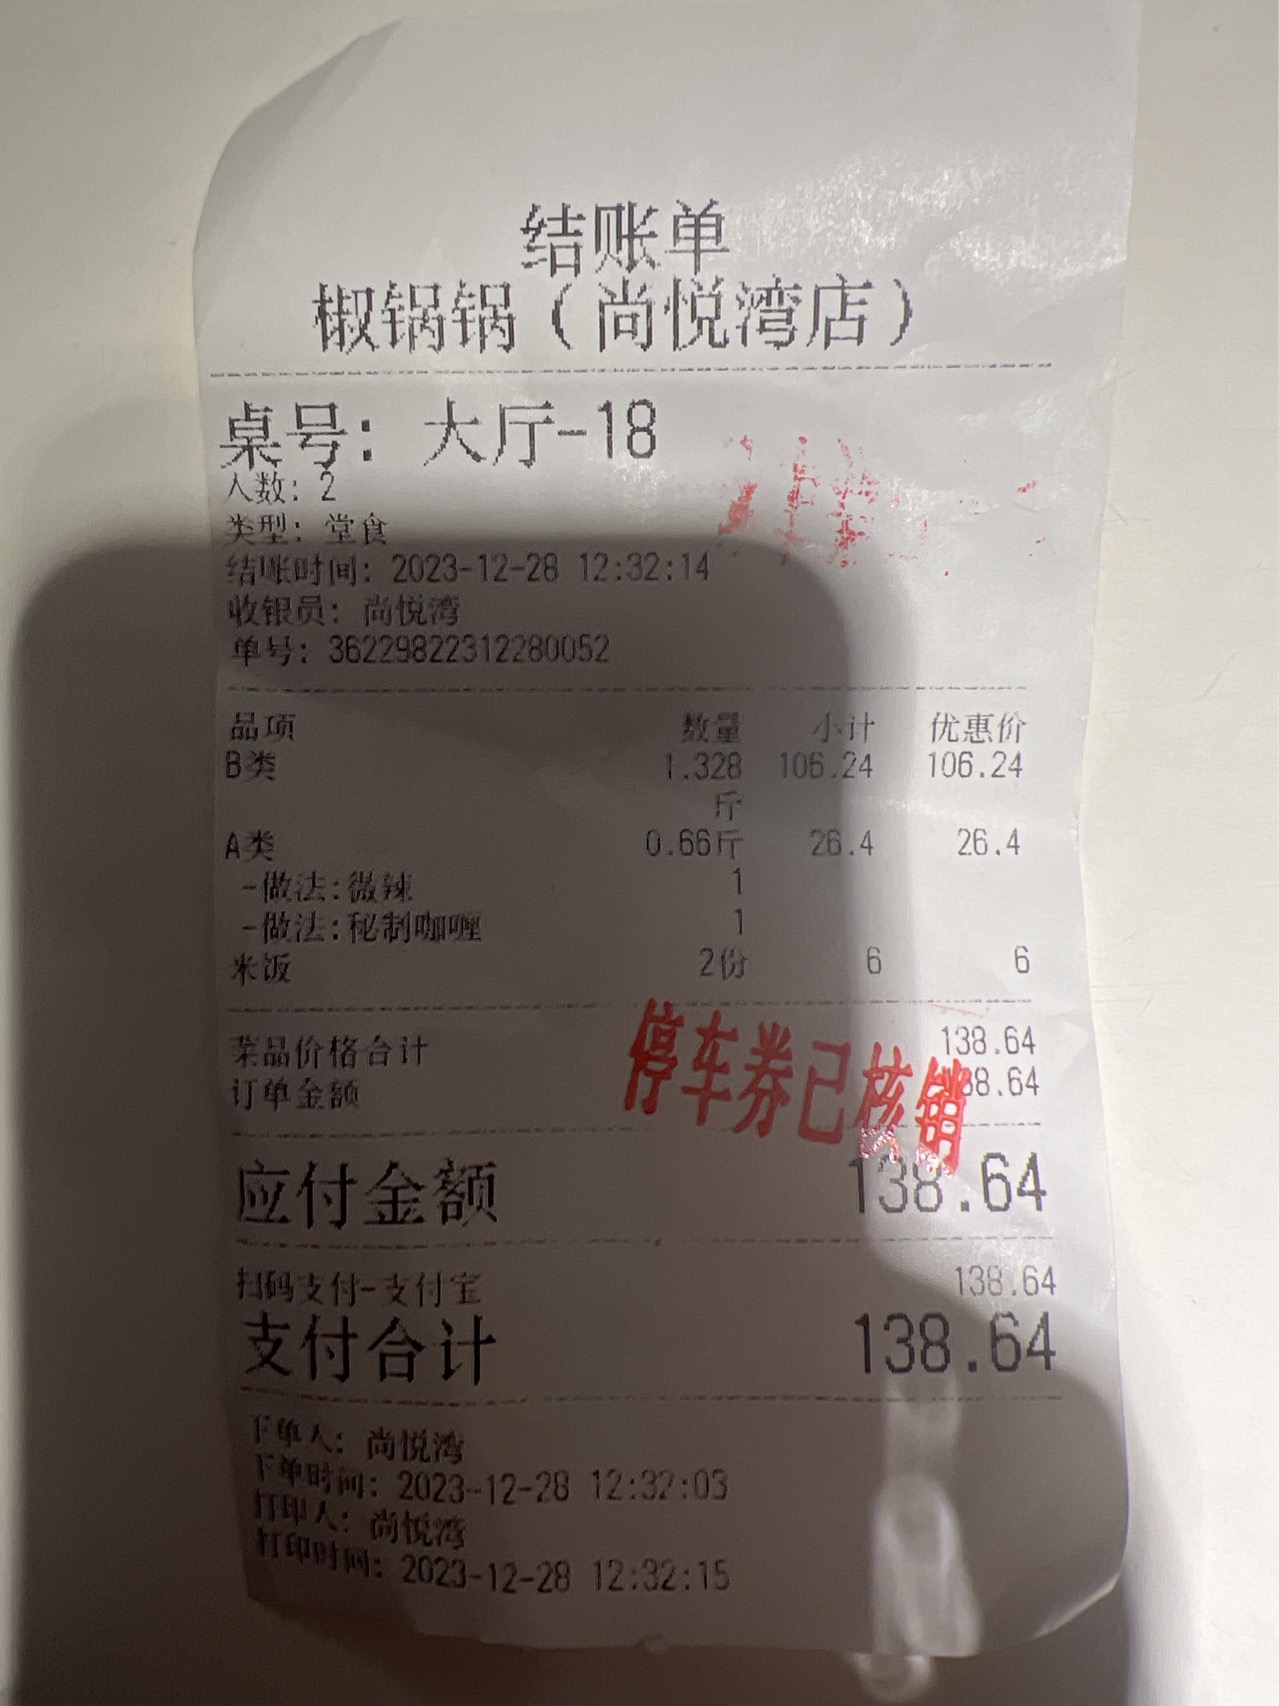 结账单
椒锅锅（尚悦湾店）
桌号：大厅-18
人数：2
类型：堂食
结账时间：2023-12-28 12:32:14
收银员：尚悦湾
单号：36229822312280052
品项 数量 小计 优惠价
B类 1.328 106.24 106.24
斤
A类 0.66斤 26.4 26.4
-做法:微辣 1
-做法:秘制咖喱 1
米饭 2份 6 6
菜品价格合计 138.64
订单金额 38.64
停车券已核销
应付金额 138.64
扫码支付-支付宝 138.64
支付合计 138.64
下单人：尚悦湾
下单时间：2023-12-28 12:32:03
打印人：尚悦湾
打印时间：2023-12-28 12:32:15